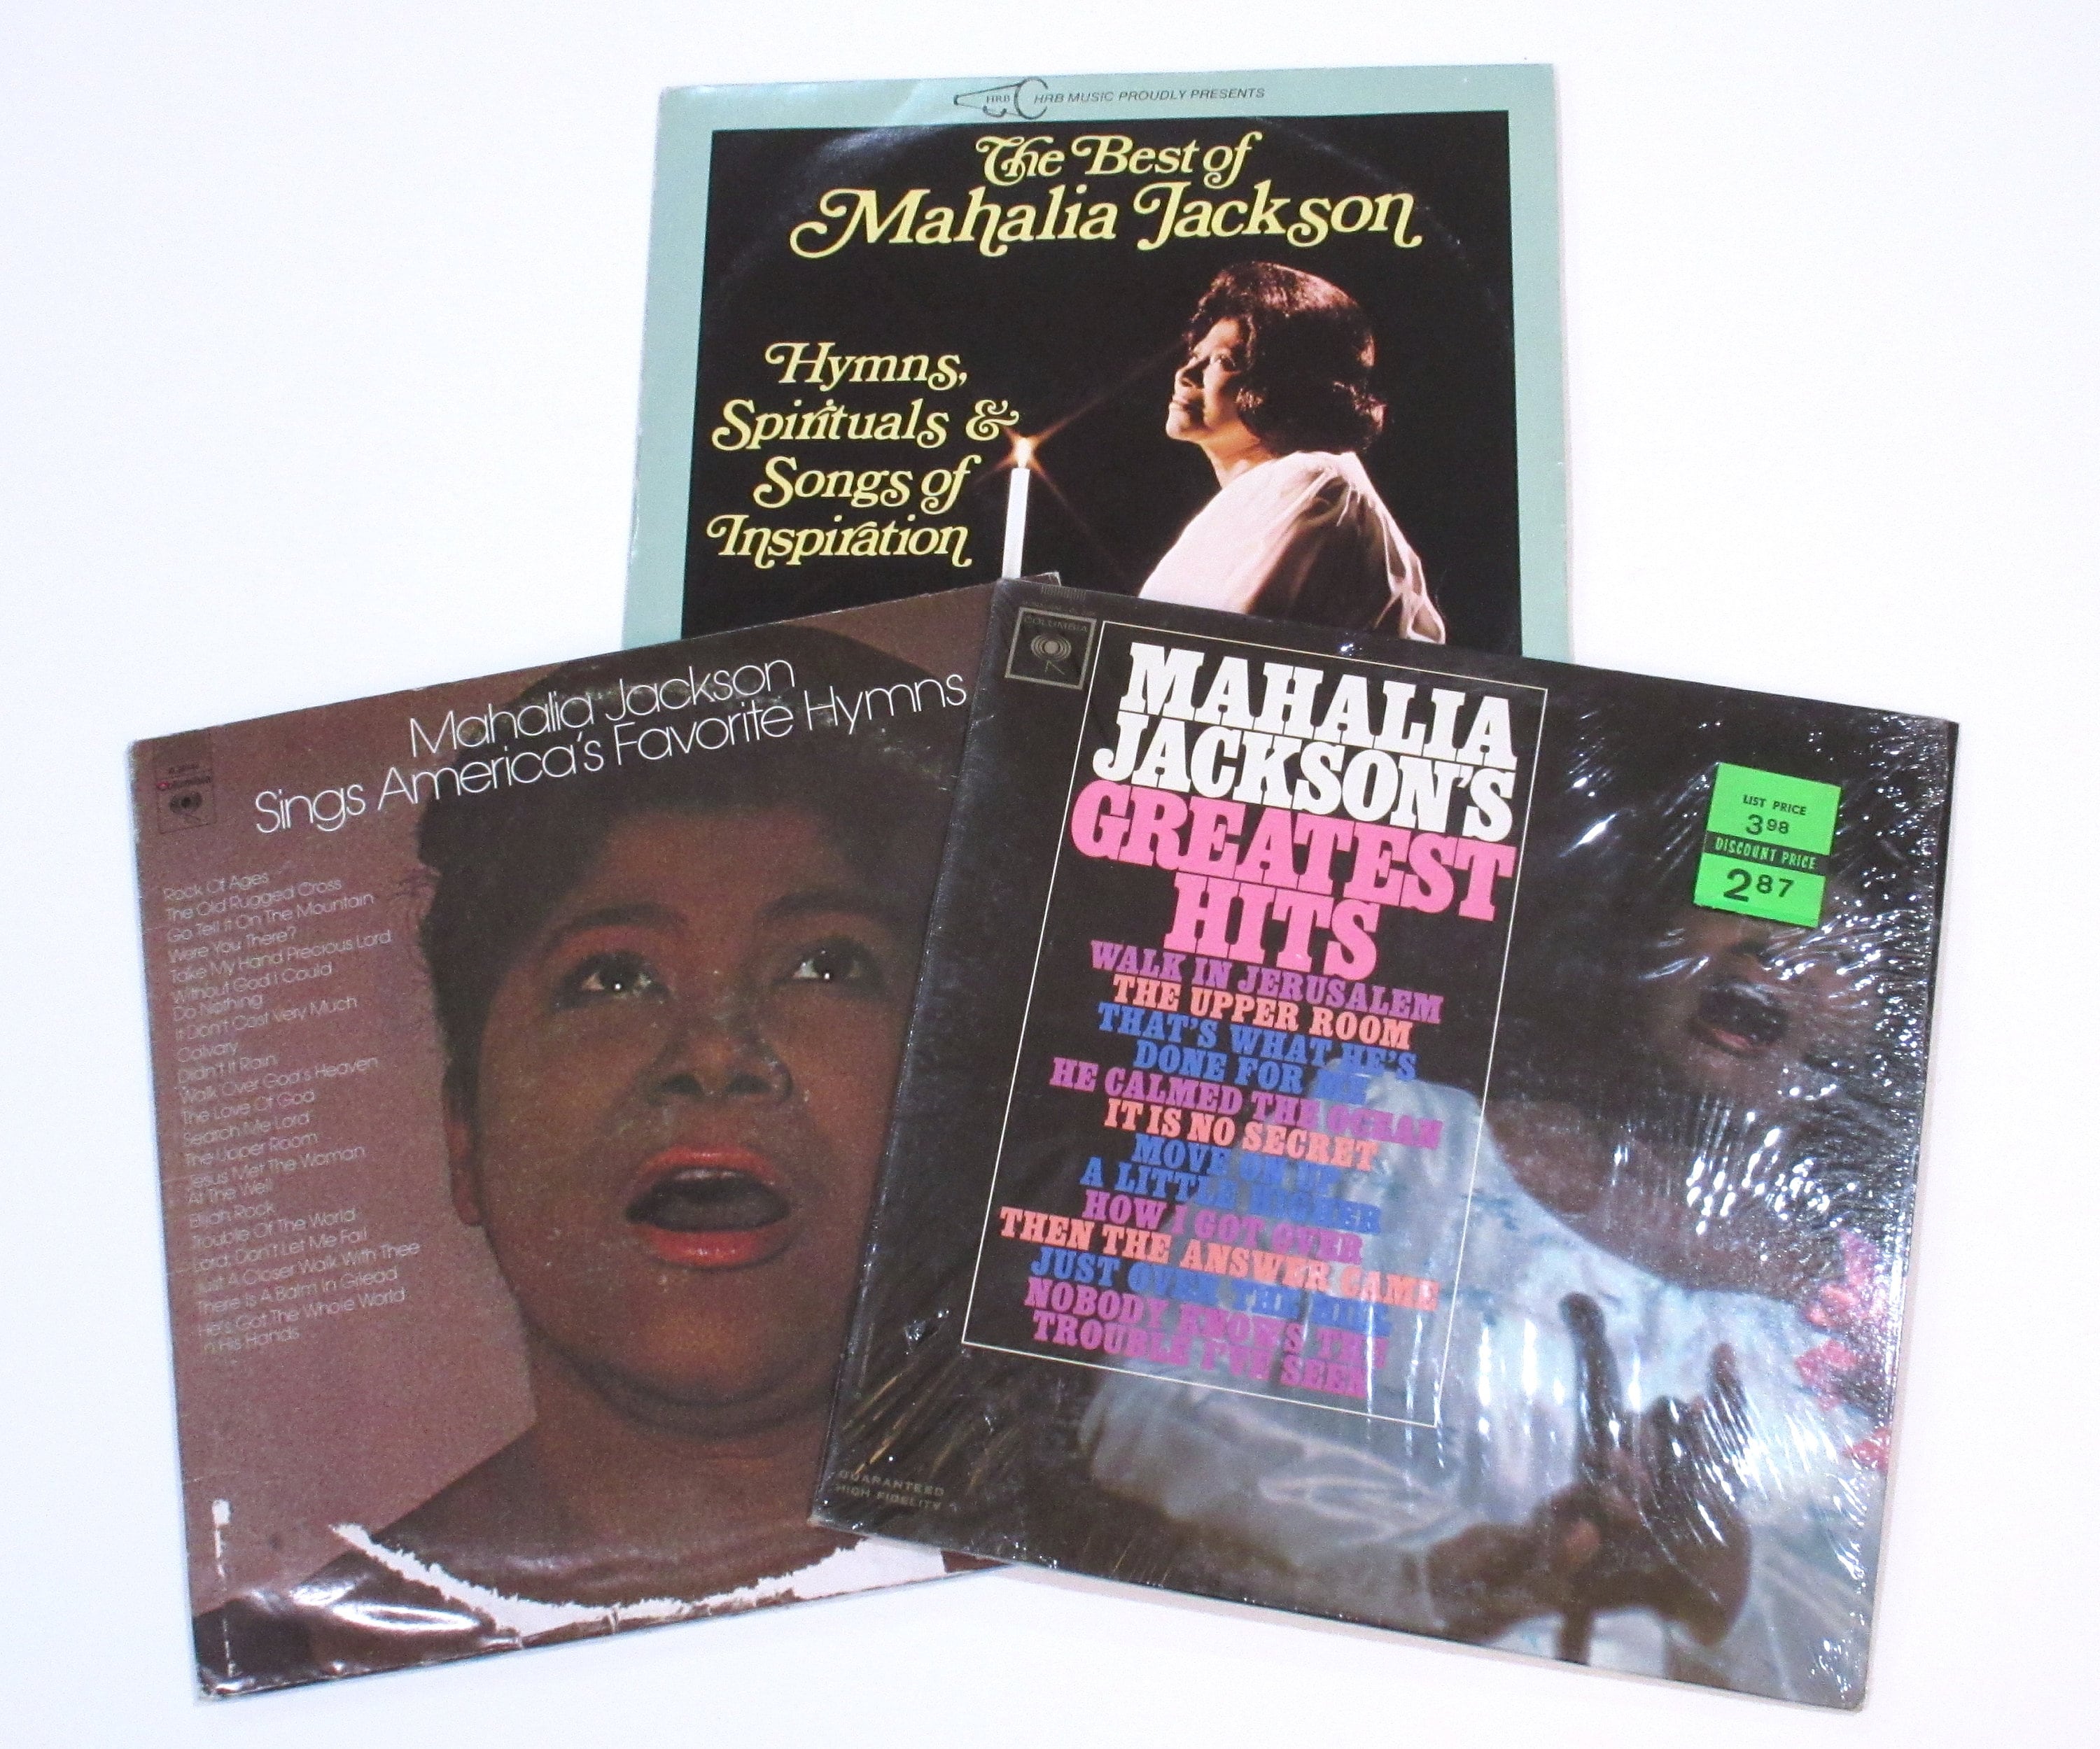 HRB
HRB MUSIC PROUDLY PRESENTS
The Best of
Mahalia Jackson
Hymns,
Spirituals &
Songs of
Inspiration
Mahalia Jackson
Sings America's Favorite Hymns
Rock Of Ages
The Old Rugged Cross
Go Tell It On The Mountain
Were You There?
Take My Hand Precious Lord
Without God I Could
Do Nothing
It Don't Cost Very Much
Calvary
Didn't It Rain
Walk Over God's Heaven
The Love Of God
Search Me Lord
The Upper Room
Jesus Met The Woman
At The Well
Elijah Rock
Trouble Of The World
Lord, Don't Let Me Fail
Just A Closer Walk With Thee
There Is A Balm In Gilead
He's Got The Whole World
In His Hands
COLUMBIA
MAHALIA
JACKSON'S
GREATEST
HITS
WALK IN JERUSALEM
THE UPPER ROOM
THAT'S WHAT HE'S
DONE FOR ME
HE CALMED THE OCEAN
IT IS NO SECRET
MOVE ON UP
A LITTLE HIGHER
HOW I GOT OVER
THEN THE ANSWER CAME
JUST OVER THE HILL
NOBODY KNOWS THE
TROUBLE I'VE SEEN
GUARANTEED
HIGH FIDELITY
LIST PRICE
3 98
DISCOUNT PRICE
2 87